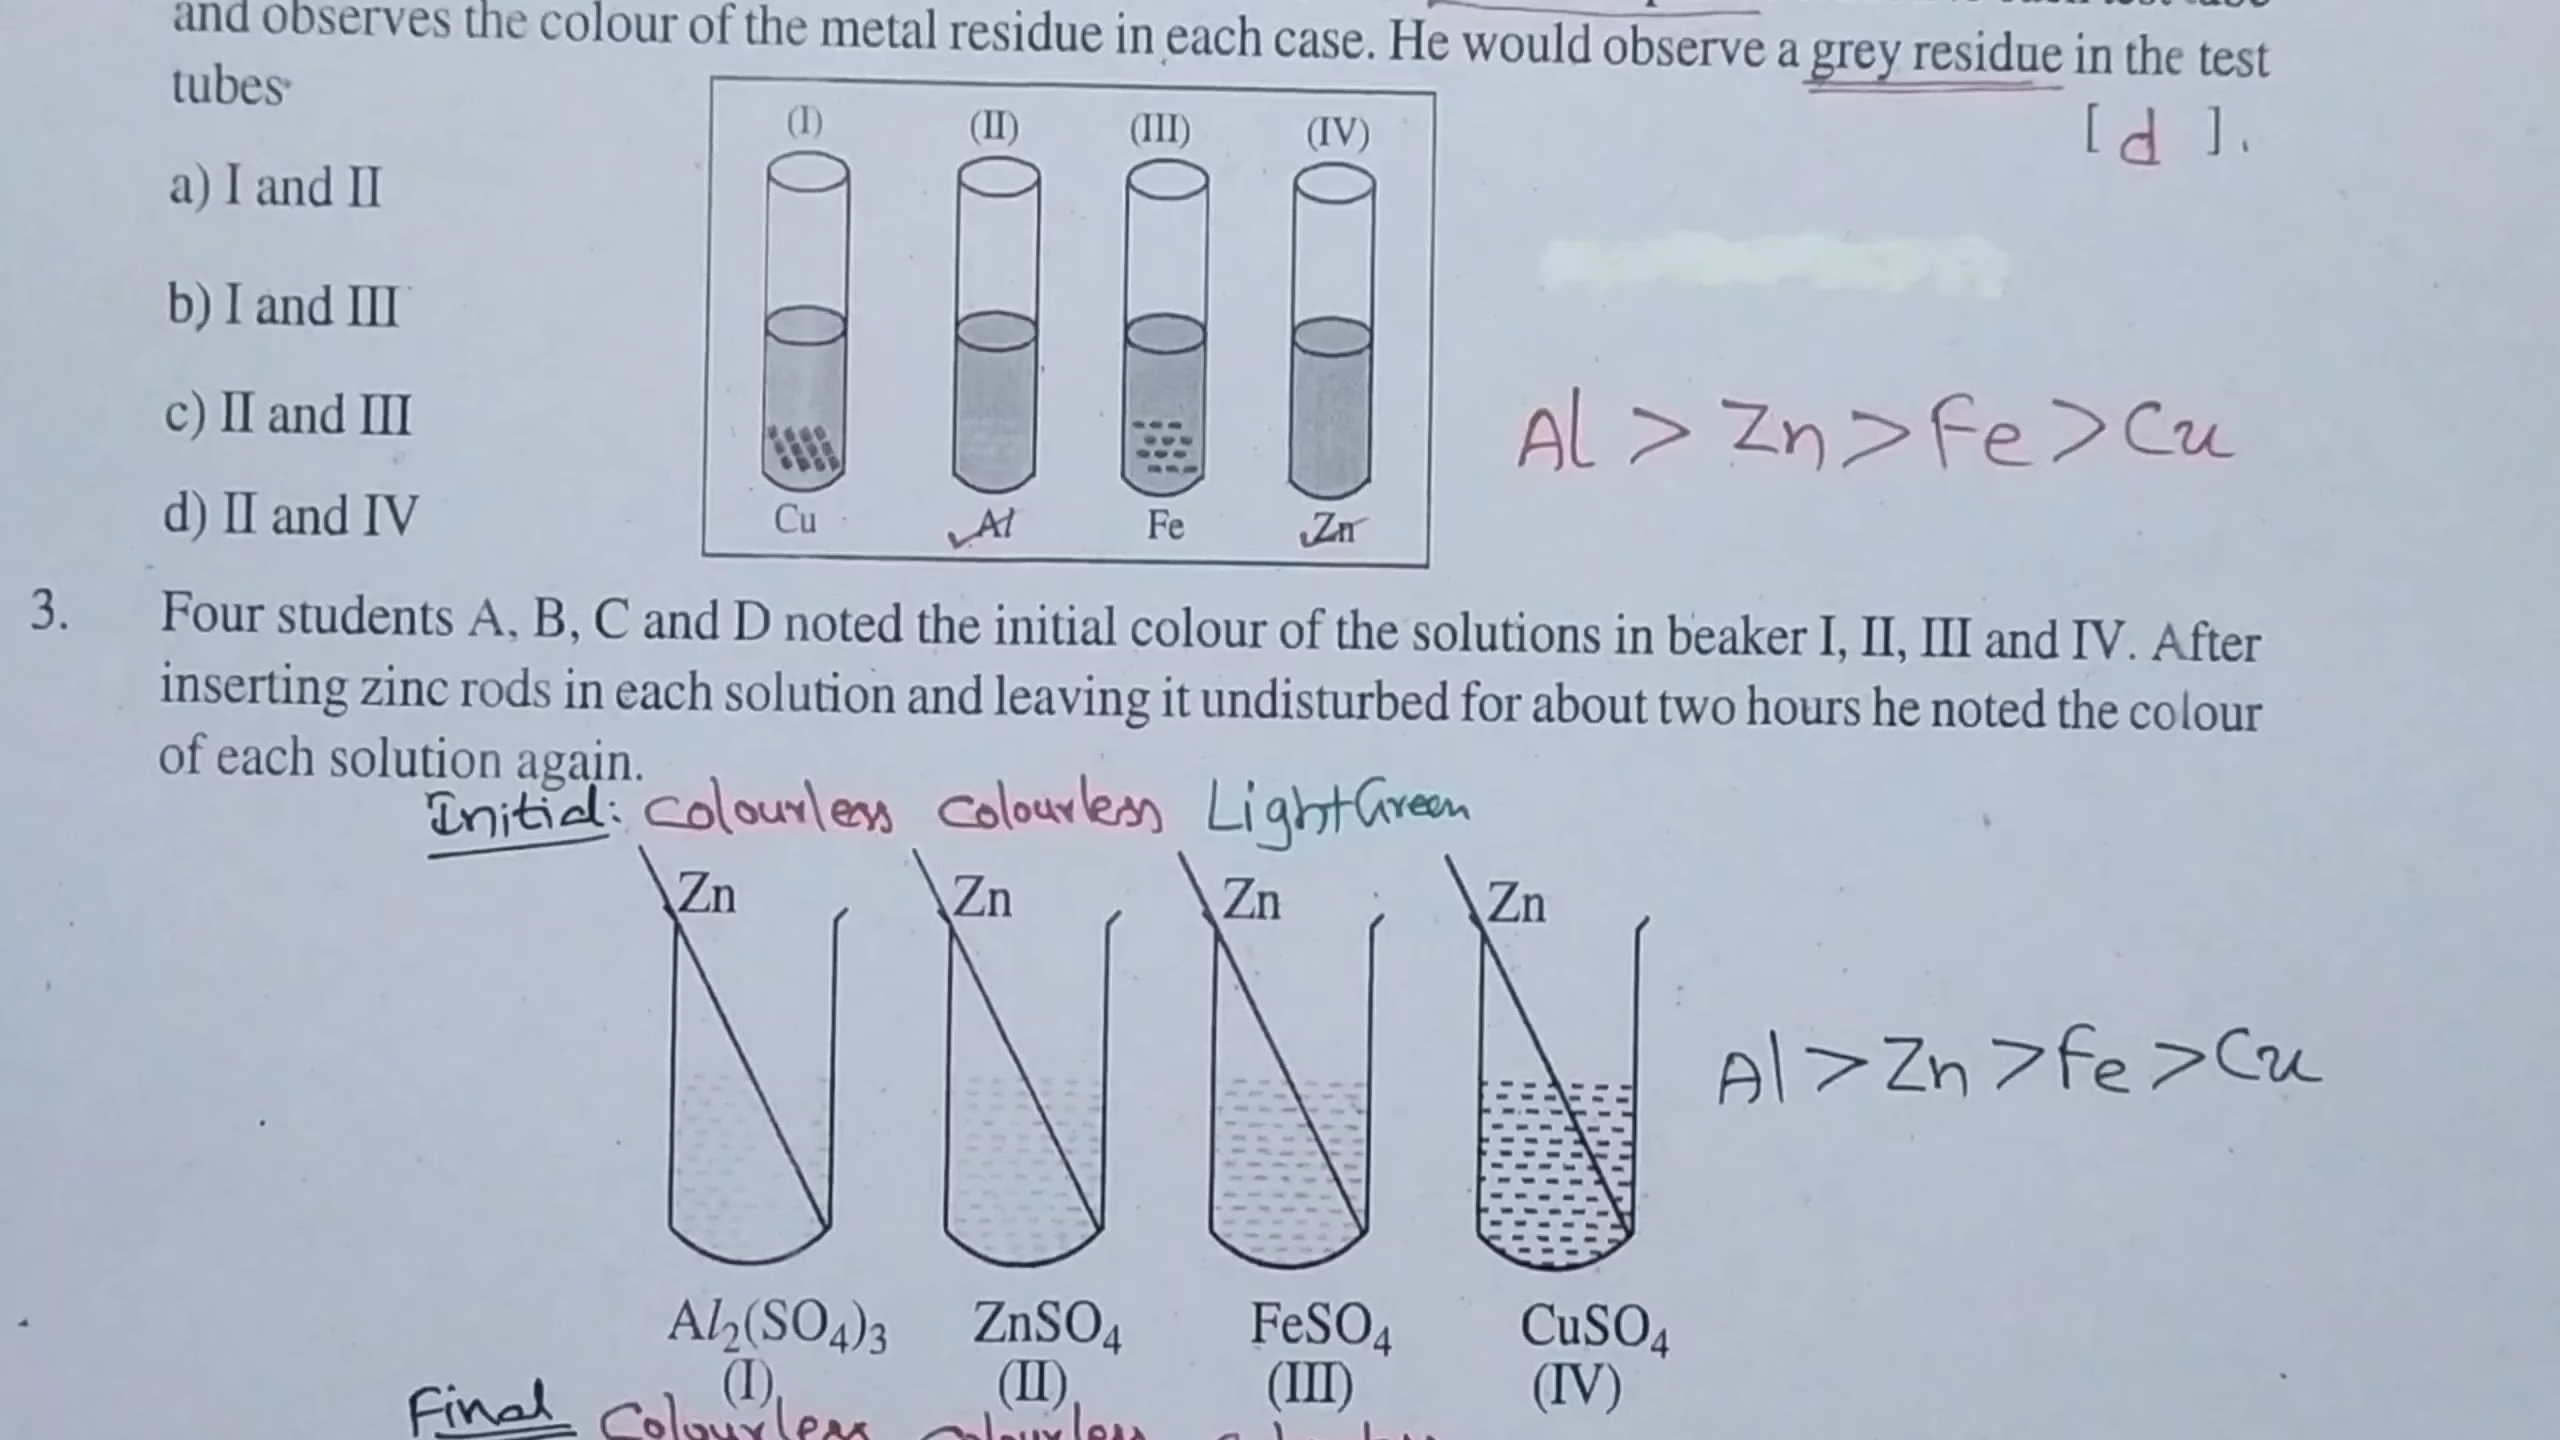 and observes the colour of the metal residue in each case. He would observe a grey residue in the test
tubes
[ d ].
(I) (II) (III) (IV)
a) I and II
b) I and III
c) II and III
d) II and IV
Cu Al Fe Zn
Al > Zn > Fe > Cu
3. Four students A, B, C and D noted the initial colour of the solutions in beaker I, II, III and IV. After
inserting zinc rods in each solution and leaving it undisturbed for about two hours he noted the colour
of each solution again.
Initial: Colourless Colourless Light Green
Zn Zn Zn Zn
Al > Zn > Fe > Cu
Al₂(SO₄)₃ ZnSO₄ FeSO₄ CuSO₄
(I) (II) (III) (IV)
Final Colourless Colourless